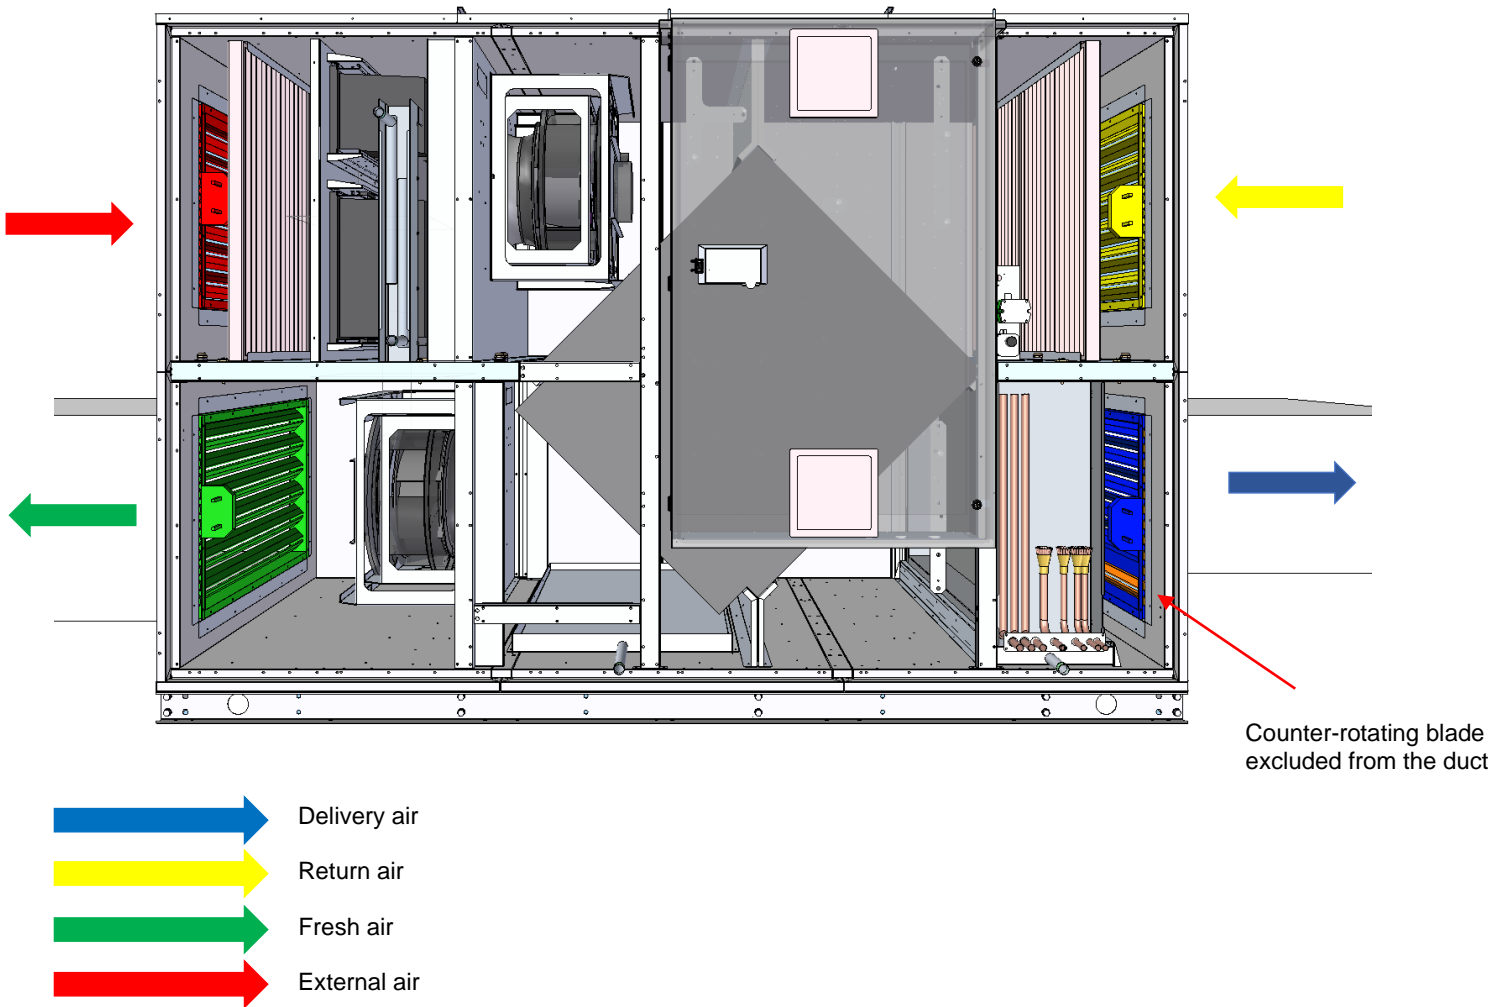 Counter-rotating blade
excluded from the duct
Delivery air
Return air
Fresh air
External air